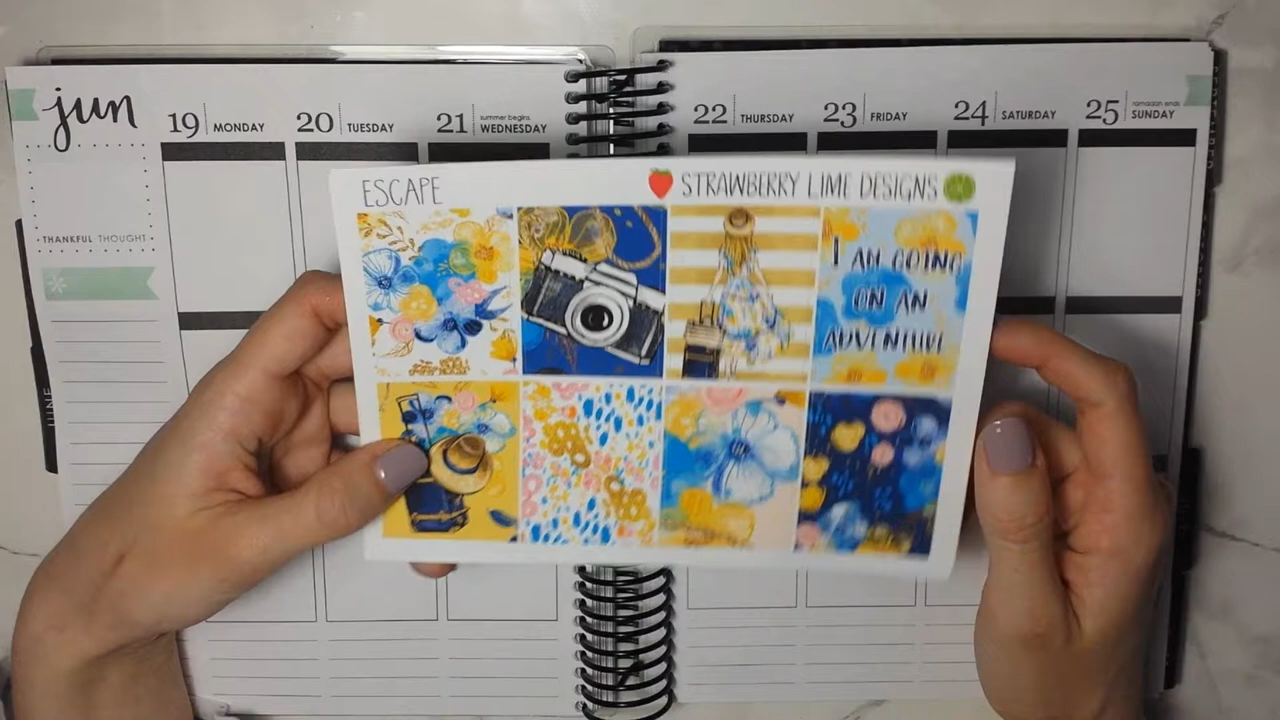 jun
19 MONDAY
20 TUESDAY
21 summer begins WEDNESDAY
22 THURSDAY
23 FRIDAY
24 SATURDAY
25 ramadan ends SUNDAY
THANKFUL THOUGHT
JUNE
ESCAPE
STRAWBERRY LIME DESIGNS
I AM GOING
ON AN
ADVENTURE